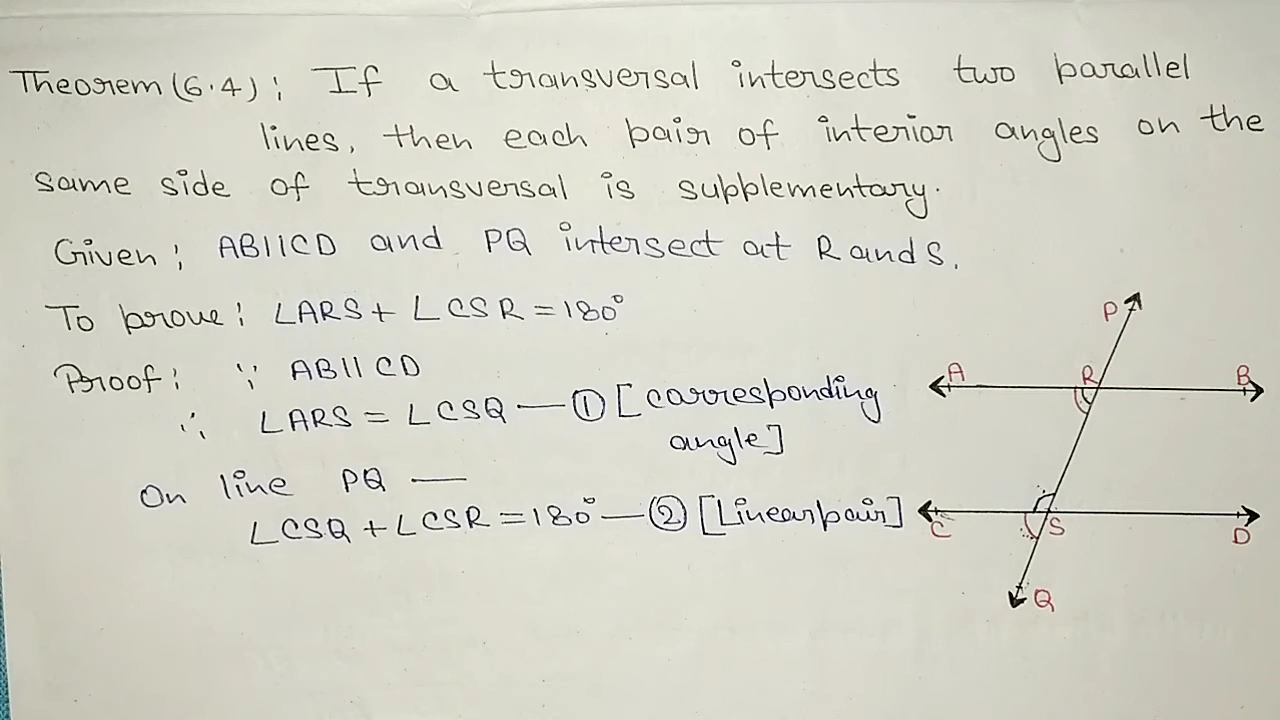 Theorem (6.4) : If a transversal intersects two parallel
lines, then each pair of interior angles on the
same side of transversal is supplementary.
Given : AB||CD and PQ intersect at R and S.
To prove : ∠ARS + ∠CSR = 180°
Proof : ∵ AB||CD
∴ ∠ARS = ∠CSQ — ① [corresponding
angle]
On line PQ —
∠CSQ + ∠CSR = 180° — ② [Linear pair]
P
A R B
C S D
Q